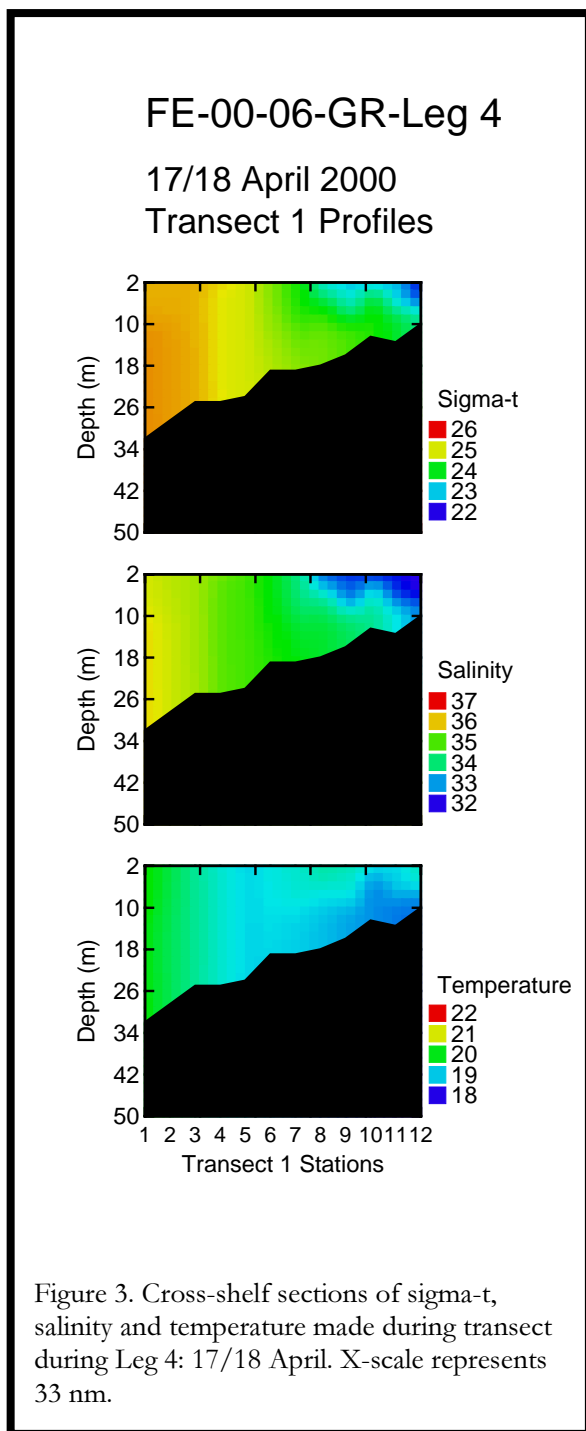 FE-00-06-GR-Leg 4
17/18 April 2000
Transect 1 Profiles
2
10
18
26
34
42
50
Depth (m)
Sigma-t
26
25
24
23
22
2
10
18
26
34
42
50
Depth (m)
Salinity
37
36
35
34
33
32
2
10
18
26
34
42
50
Depth (m)
Temperature
22
21
20
19
18
1 2 3 4 5 6 7 8 9 10 11 12
Transect 1 Stations
Figure 3. Cross-shelf sections of sigma-t,
salinity and temperature made during transect
during Leg 4: 17/18 April. X-scale represents
33 nm.